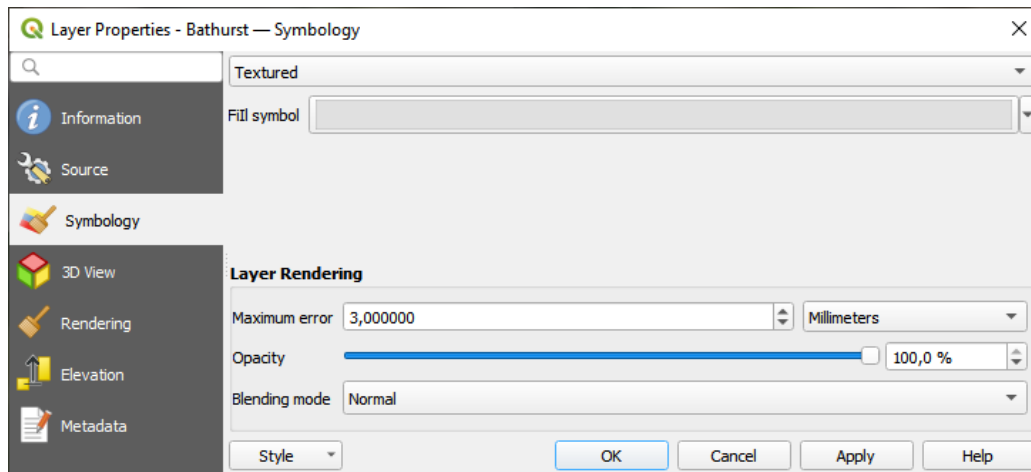 Layer Properties - Bathurst — Symbology
Information
Source
Symbology
3D View
Rendering
Elevation
Metadata
Textured
FiIl symbol
Layer Rendering
Maximum error 3,000000 Millimeters
Opacity 100,0 %
Blending mode Normal
Style OK Cancel Apply Help